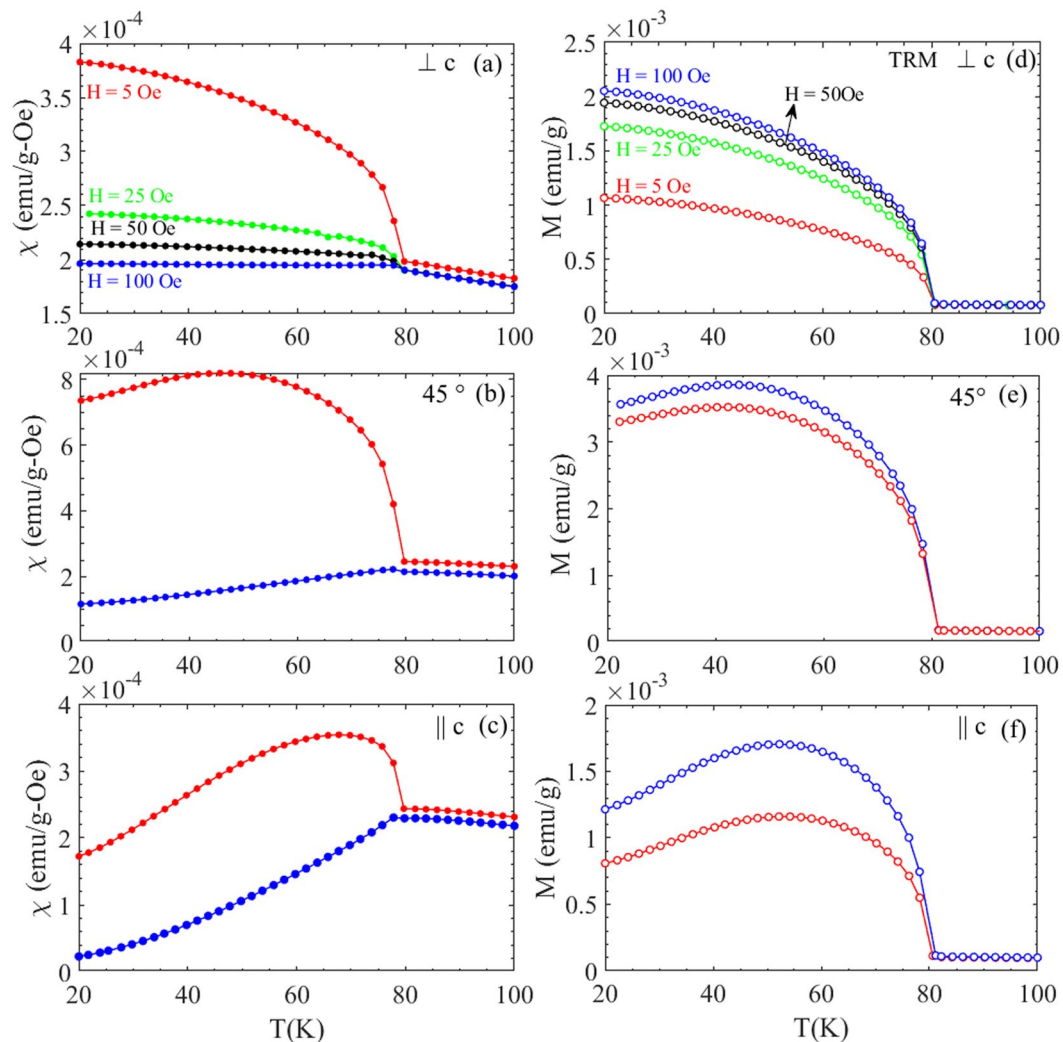 ×10⁻⁴
4
3.5
3
2.5
2
1.5
χ (emu/g-Oe)
⊥ c (a)
H = 5 Oe
H = 25 Oe
H = 50 Oe
H = 100 Oe
20 40 60 80 100
×10⁻³
2.5
2
1.5
1
0.5
0
M (emu/g)
TRM ⊥ c (d)
H = 100 Oe
H = 50Oe
H = 25 Oe
H = 5 Oe
20 40 60 80 100
×10⁻⁴
8
6
4
2
0
χ (emu/g-Oe)
45 ° (b)
20 40 60 80 100
×10⁻³
4
3
2
1
0
M (emu/g)
45° (e)
20 40 60 80 100
×10⁻⁴
4
3
2
1
0
χ (emu/g-Oe)
|| c (c)
20 40 60 80 100
T(K)
×10⁻³
2
1.5
1
0.5
0
M (emu/g)
|| c (f)
20 40 60 80 100
T(K)